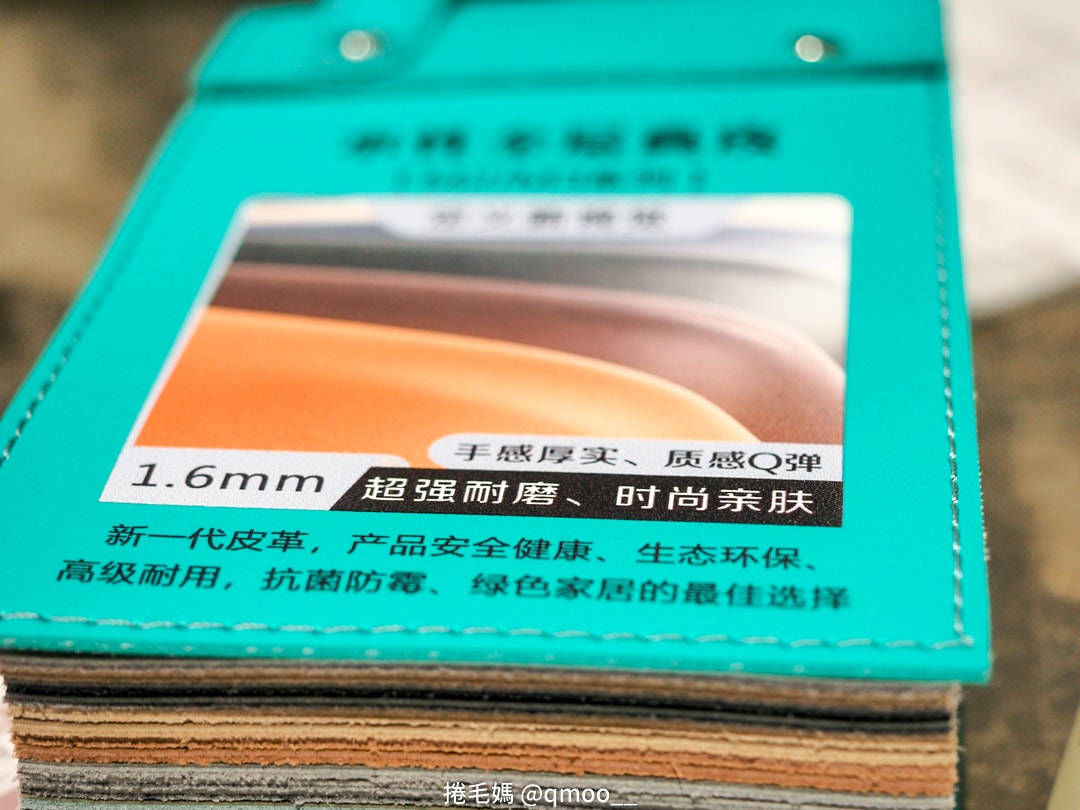 手感厚实、质感Q弹
1.6mm
超强耐磨、时尚亲肤
新一代皮革，产品安全健康、生态环保、
高级耐用，抗菌防霉、绿色家居的最佳选择
捲毛媽 @qmoo__